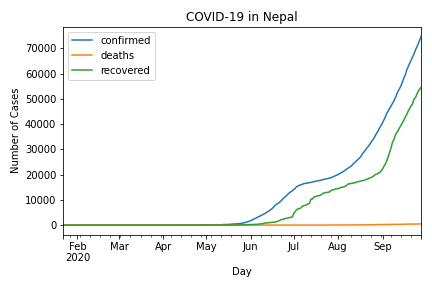 COVID-19 in Nepal
confirmed
deaths
recovered
Number of Cases
70000
60000
50000
40000
30000
20000
10000
0
Feb Mar Apr May Jun Jul Aug Sep
2020
Day